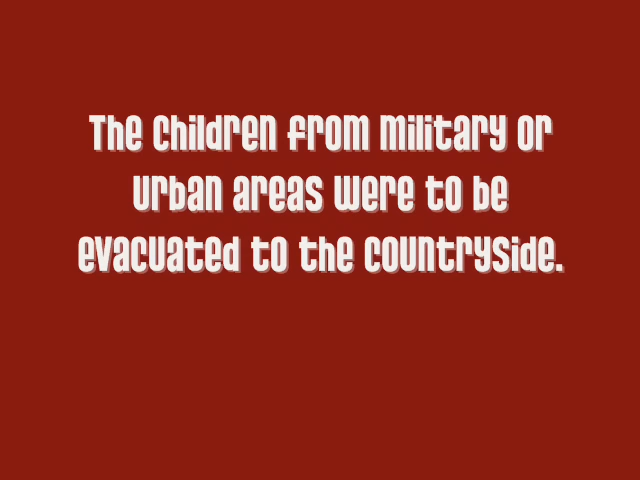 The children from military or
urban areas were to be
evacuated to the countryside.